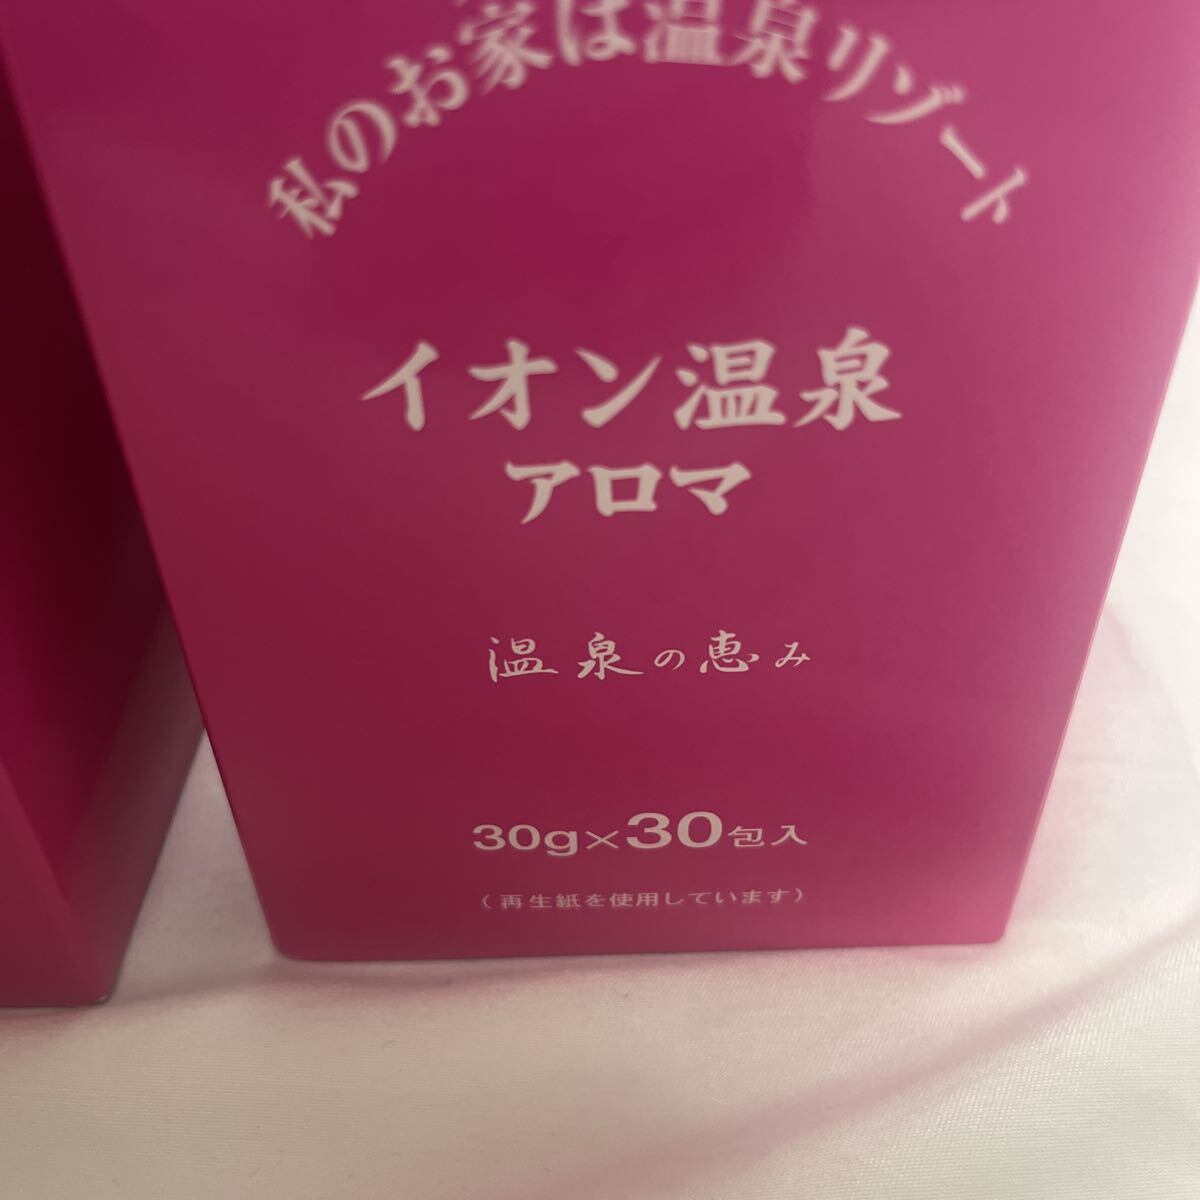 私のお家は温泉リゾート
イオン温泉
アロマ
温泉の恵み
30g×30包入
(再生紙を使用しています)